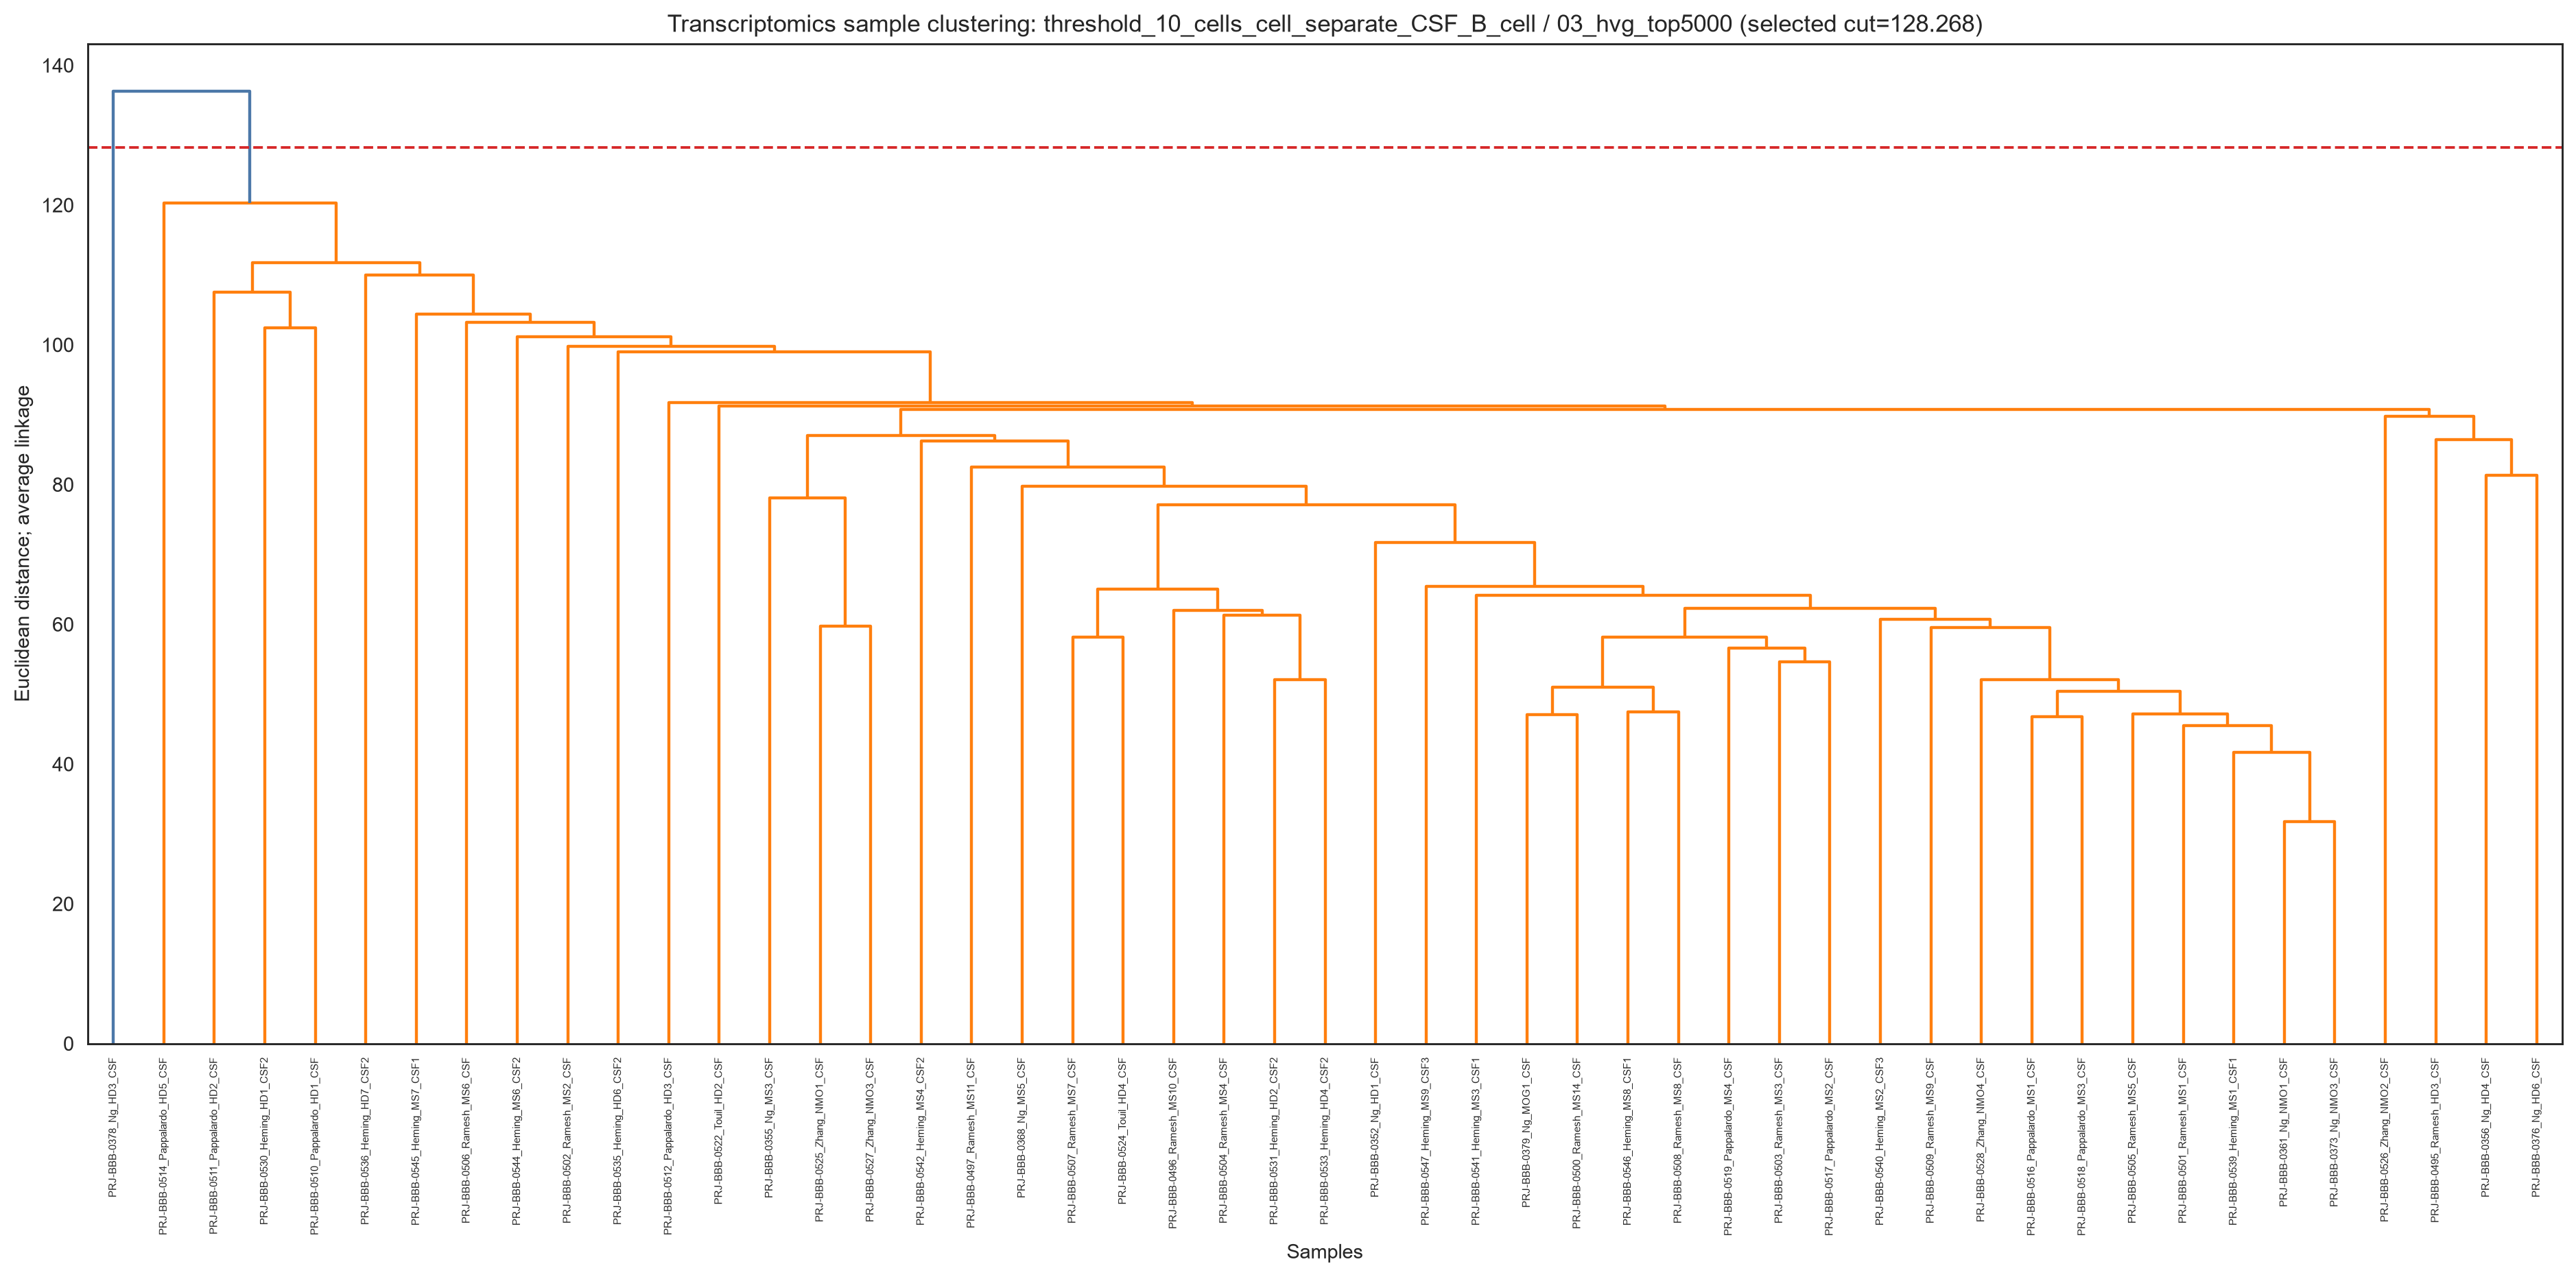 Transcriptomics sample clustering: threshold_10_cells_cell_separate_CSF_B_cell / 03_hvg_top5000 (selected cut=128.268)
Euclidean distance; average linkage
140
120
100
80
60
40
20
0
PRJ-BBB-0378_Ng_HD3_CSF
PRJ-BBB-0514_Pappalardo_HD5_CSF
PRJ-BBB-0511_Pappalardo_HD2_CSF
PRJ-BBB-0530_Heming_HD1_CSF2
PRJ-BBB-0510_Pappalardo_HD1_CSF
PRJ-BBB-0536_Heming_HD7_CSF2
PRJ-BBB-0545_Heming_MS7_CSF1
PRJ-BBB-0506_Ramesh_MS6_CSF
PRJ-BBB-0544_Heming_MS6_CSF2
PRJ-BBB-0502_Ramesh_MS2_CSF
PRJ-BBB-0535_Heming_HD6_CSF2
PRJ-BBB-0512_Pappalardo_HD3_CSF
PRJ-BBB-0522_Touil_HD2_CSF
PRJ-BBB-0355_Ng_MS3_CSF
PRJ-BBB-0525_Zhang_NMO1_CSF
PRJ-BBB-0527_Zhang_NMO3_CSF
PRJ-BBB-0542_Heming_MS4_CSF2
PRJ-BBB-0497_Ramesh_MS11_CSF
PRJ-BBB-0368_Ng_MS5_CSF
PRJ-BBB-0507_Ramesh_MS7_CSF
PRJ-BBB-0524_Touil_HD4_CSF
PRJ-BBB-0496_Ramesh_MS10_CSF
PRJ-BBB-0504_Ramesh_MS4_CSF
PRJ-BBB-0531_Heming_HD2_CSF2
PRJ-BBB-0533_Heming_HD4_CSF2
PRJ-BBB-0352_Ng_HD1_CSF
PRJ-BBB-0547_Heming_MS9_CSF3
PRJ-BBB-0541_Heming_MS3_CSF1
PRJ-BBB-0379_Ng_MOG1_CSF
PRJ-BBB-0500_Ramesh_MS14_CSF
PRJ-BBB-0546_Heming_MS8_CSF1
PRJ-BBB-0508_Ramesh_MS8_CSF
PRJ-BBB-0519_Pappalardo_MS4_CSF
PRJ-BBB-0503_Ramesh_MS3_CSF
PRJ-BBB-0517_Pappalardo_MS2_CSF
PRJ-BBB-0540_Heming_MS2_CSF3
PRJ-BBB-0509_Ramesh_MS9_CSF
PRJ-BBB-0528_Zhang_NMO4_CSF
PRJ-BBB-0516_Pappalardo_MS1_CSF
PRJ-BBB-0518_Pappalardo_MS3_CSF
PRJ-BBB-0505_Ramesh_MS5_CSF
PRJ-BBB-0501_Ramesh_MS1_CSF
PRJ-BBB-0539_Heming_MS1_CSF1
PRJ-BBB-0361_Ng_NMO1_CSF
PRJ-BBB-0373_Ng_NMO3_CSF
PRJ-BBB-0526_Zhang_NMO2_CSF
PRJ-BBB-0495_Ramesh_HD3_CSF
PRJ-BBB-0356_Ng_HD4_CSF
PRJ-BBB-0376_Ng_HD6_CSF
Samples